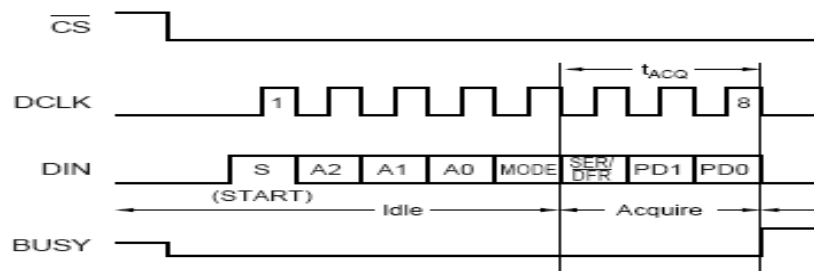 CS
tACQ
DCLK 1 8
DIN S A2 A1 A0 MODE SER/DFR PD1 PD0
(START)
Idle Acquire
BUSY